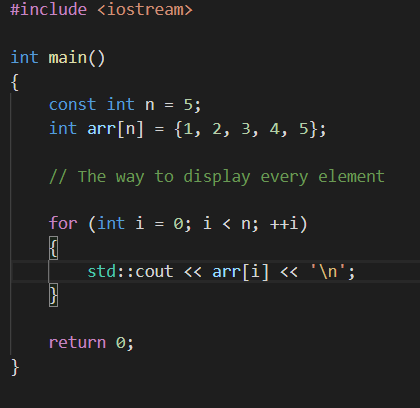 #include <iostream>
int main()
{
    const int n = 5;
    int arr[n] = {1, 2, 3, 4, 5};
    // The way to display every element
    for (int i = 0; i < n; ++i)
    {
        std::cout << arr[i] << '\n';
    }
    return 0;
}